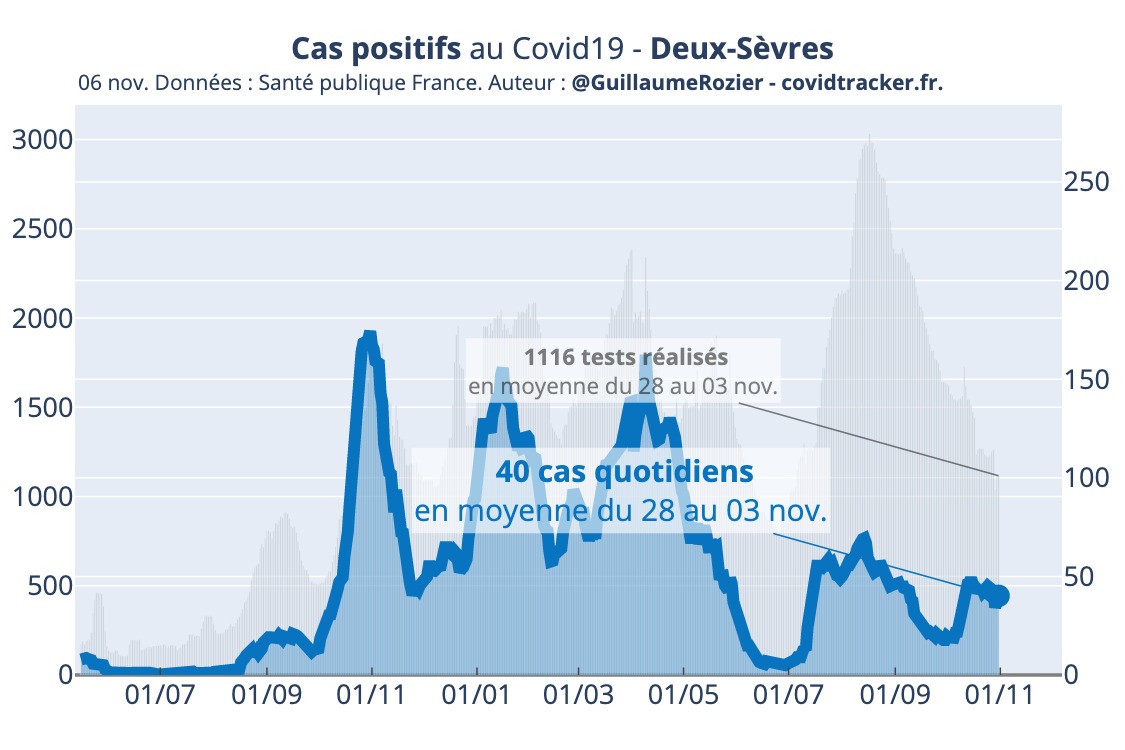 Cas positifs au Covid19 - Deux-Sèvres
06 nov. Données : Santé publique France. Auteur : @GuillaumeRozier - covidtracker.fr.
3000
2500
2000
1500
1000
500
0
250
200
150
100
50
0
1116 tests réalisés
en moyenne du 28 au 03 nov.
40 cas quotidiens
en moyenne du 28 au 03 nov.
01/07 01/09 01/11 01/01 01/03 01/05 01/07 01/09 01/11